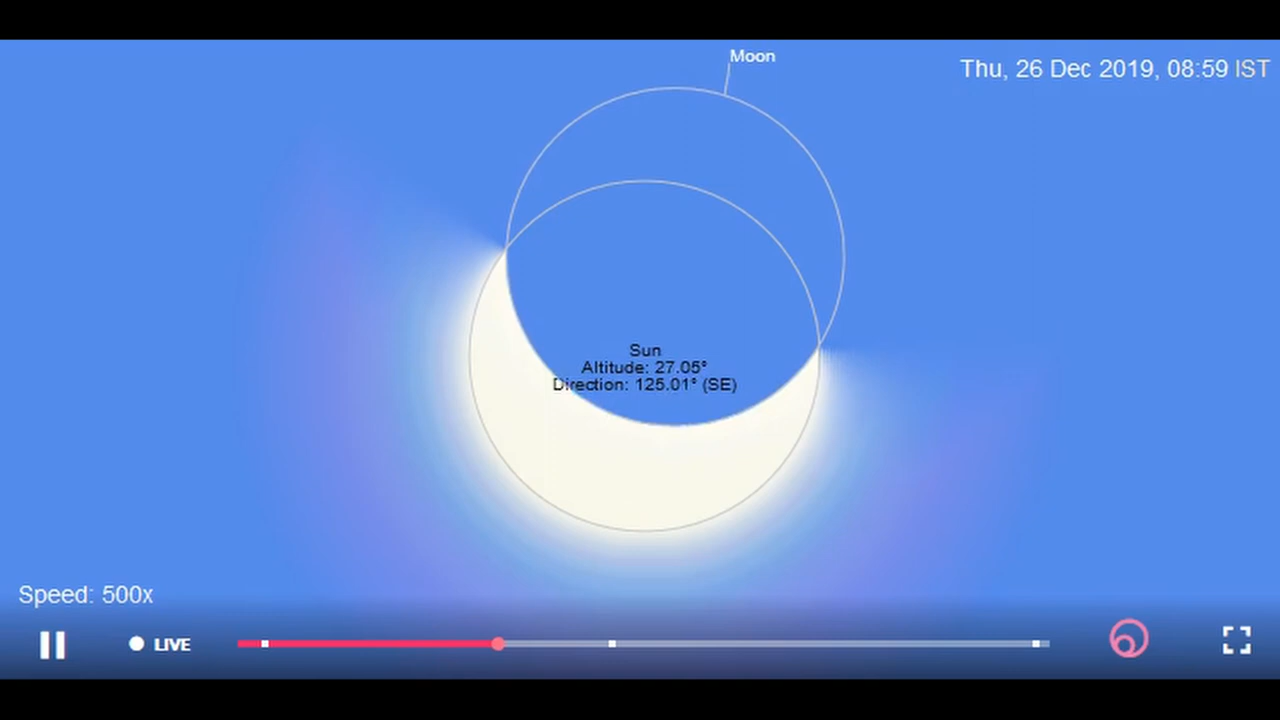 Moon
Thu, 26 Dec 2019, 08:59 IST
Sun
Altitude: 27.05°
Direction: 125.01° (SE)
Speed: 500x
LIVE